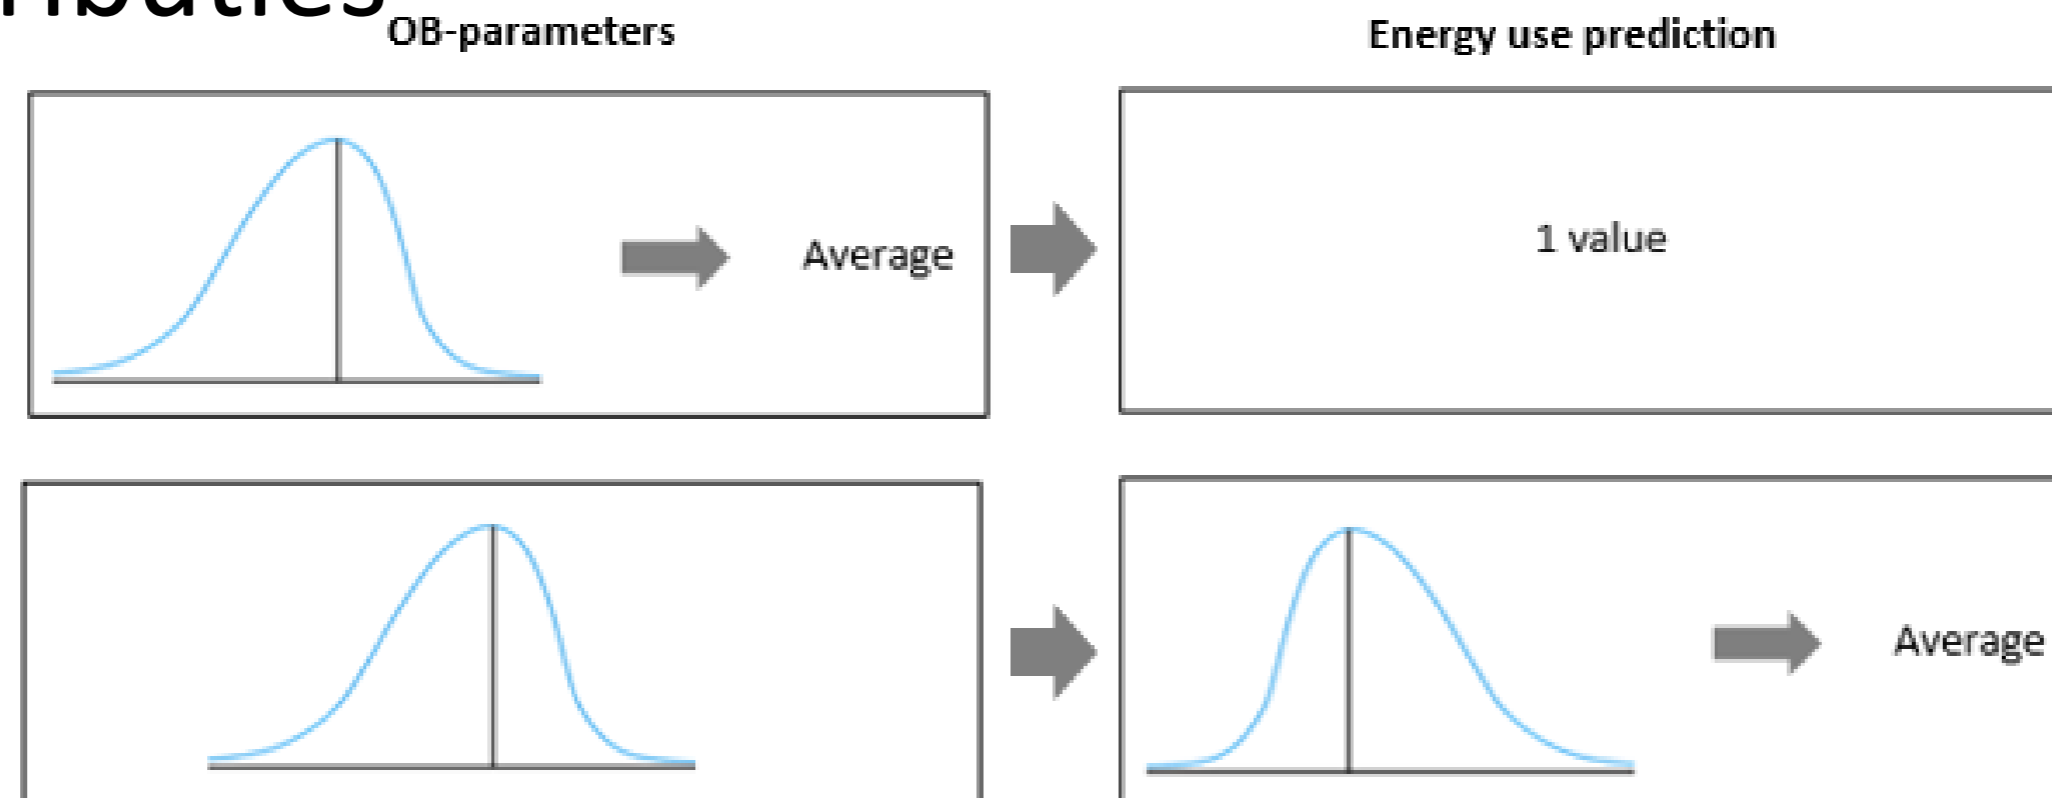 OB-parameters
Energy use prediction
Average
1 value
Average